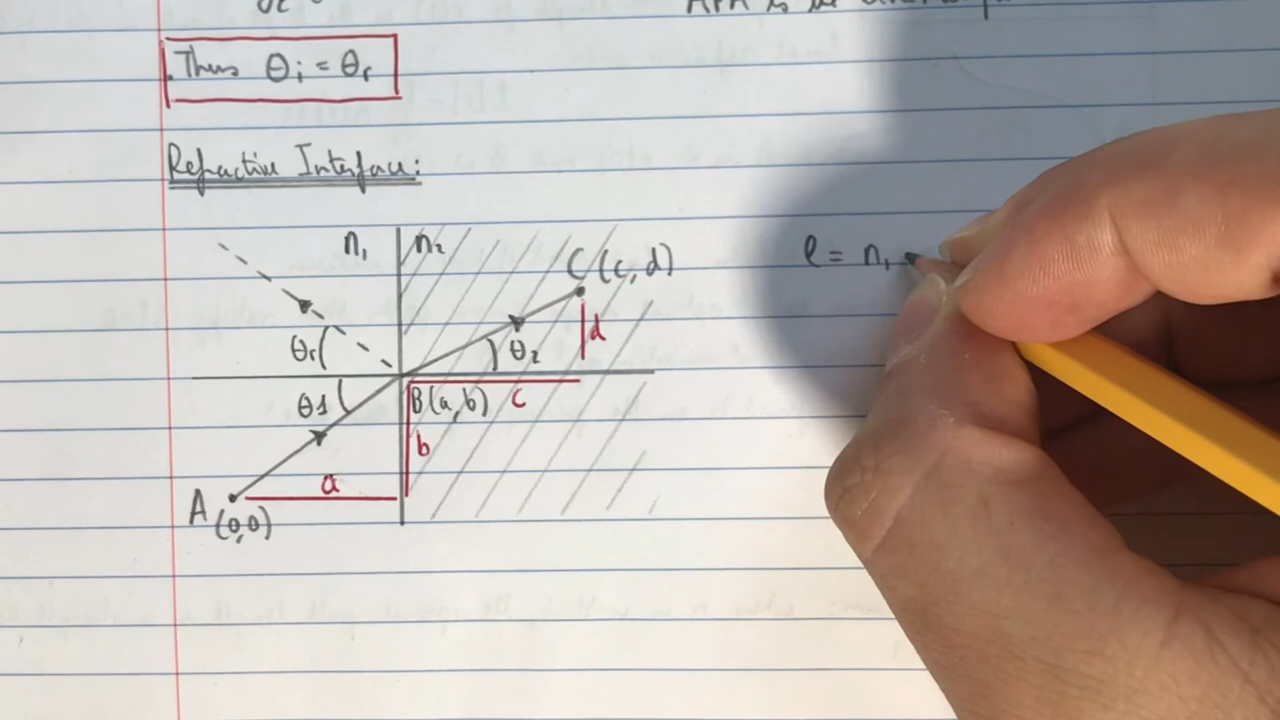 Thus θi = θr
Refractive Interface:
n₁ n₂
C (c, d)
l = n₁
θr
θ2
d
θ1
B(a, b) c
b
a
A (0,0)